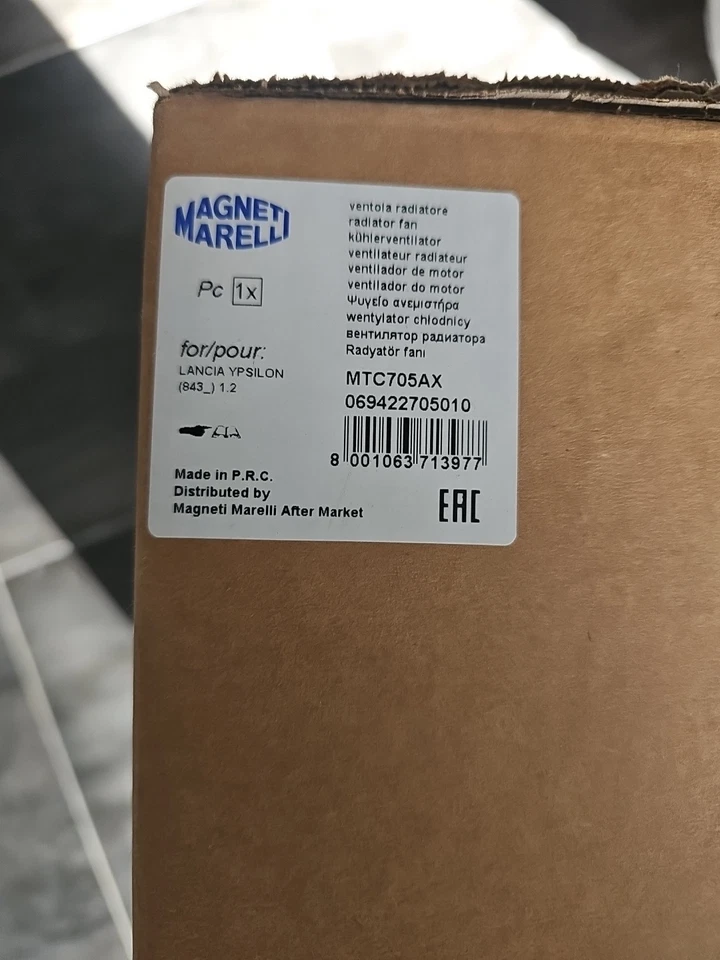 MAGNETI
MARELLI
Pc 1x
for/pour:
LANCIA YPSILON
(843_) 1.2
ventola radiatore
radiator fan
kühlerventilator
ventilateur radiateur
ventilador de motor
ventilador do motor
Ψυγείο ανεμιστήρα
wentylator chłodnicy
вентилятор радиатора
Radyatör fanı
MTC705AX
069422705010
8 001063 713977
Made in P.R.C.
Distributed by
Magneti Marelli After Market
EAC